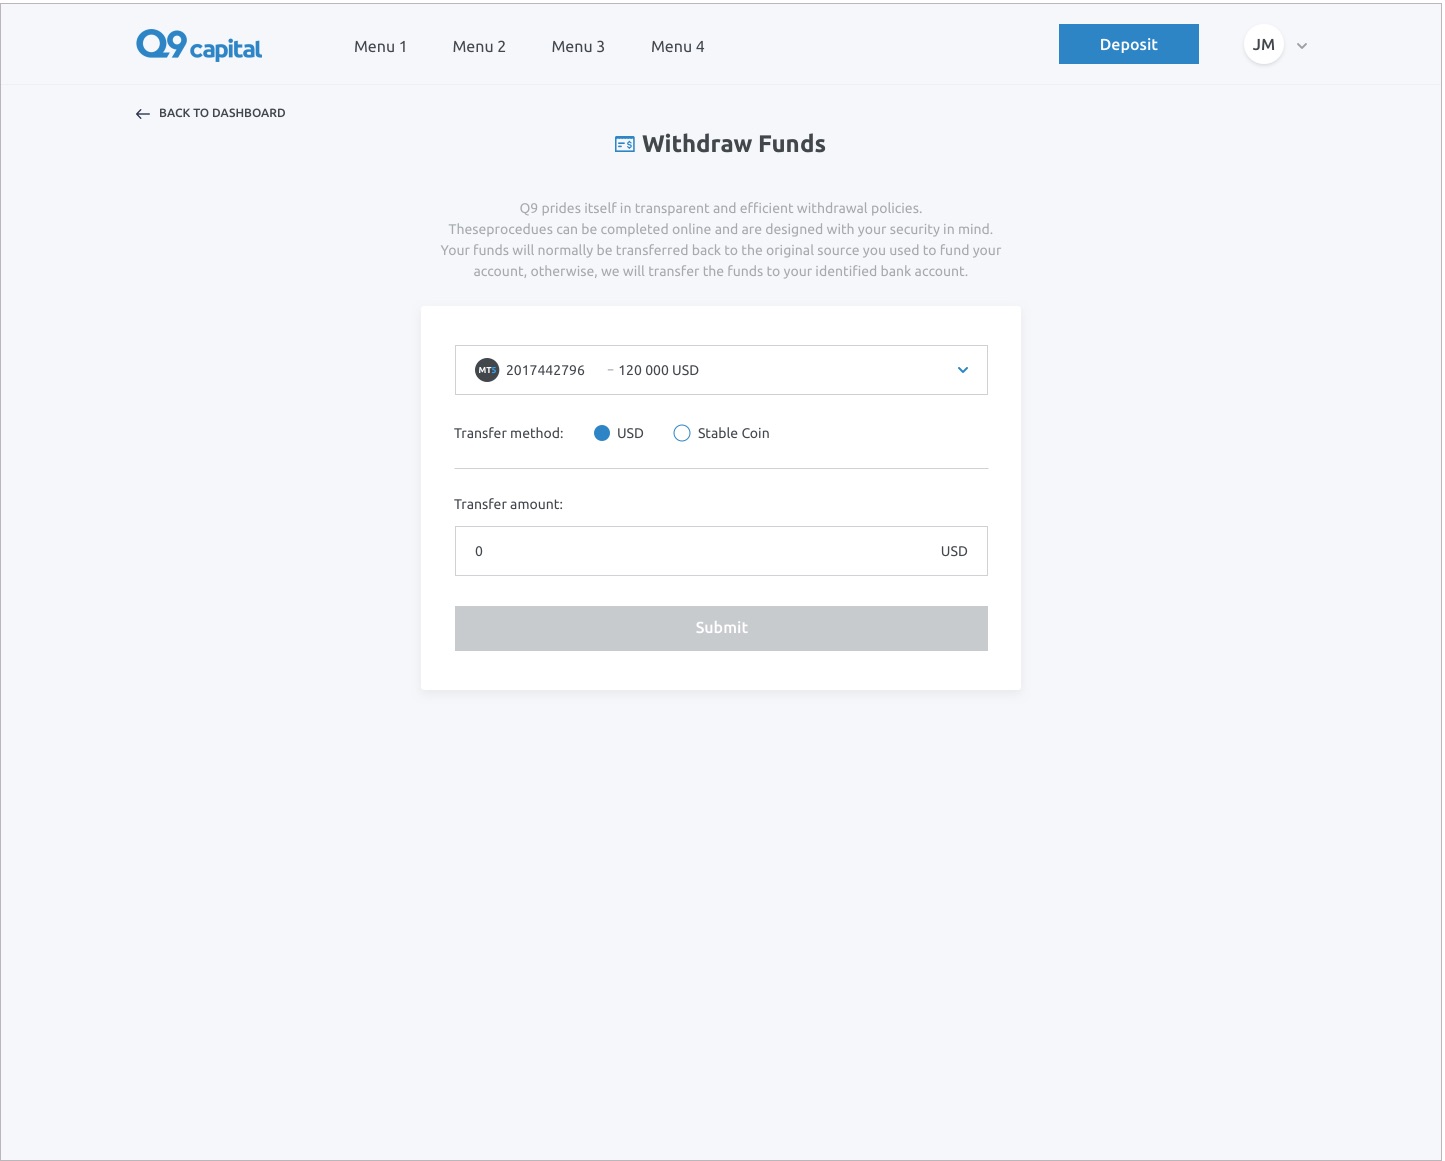 Q9 capital
Menu 1
Menu 2
Menu 3
Menu 4
Deposit
JM
BACK TO DASHBOARD
Withdraw Funds
Q9 prides itself in transparent and efficient withdrawal policies.
Theseprocedues can be completed online and are designed with your security in mind.
Your funds will normally be transferred back to the original source you used to fund your
account, otherwise, we will transfer the funds to your identified bank account.
MT5 2017442796 – 120 000 USD
Transfer method: USD Stable Coin
Transfer amount:
0 USD
Submit